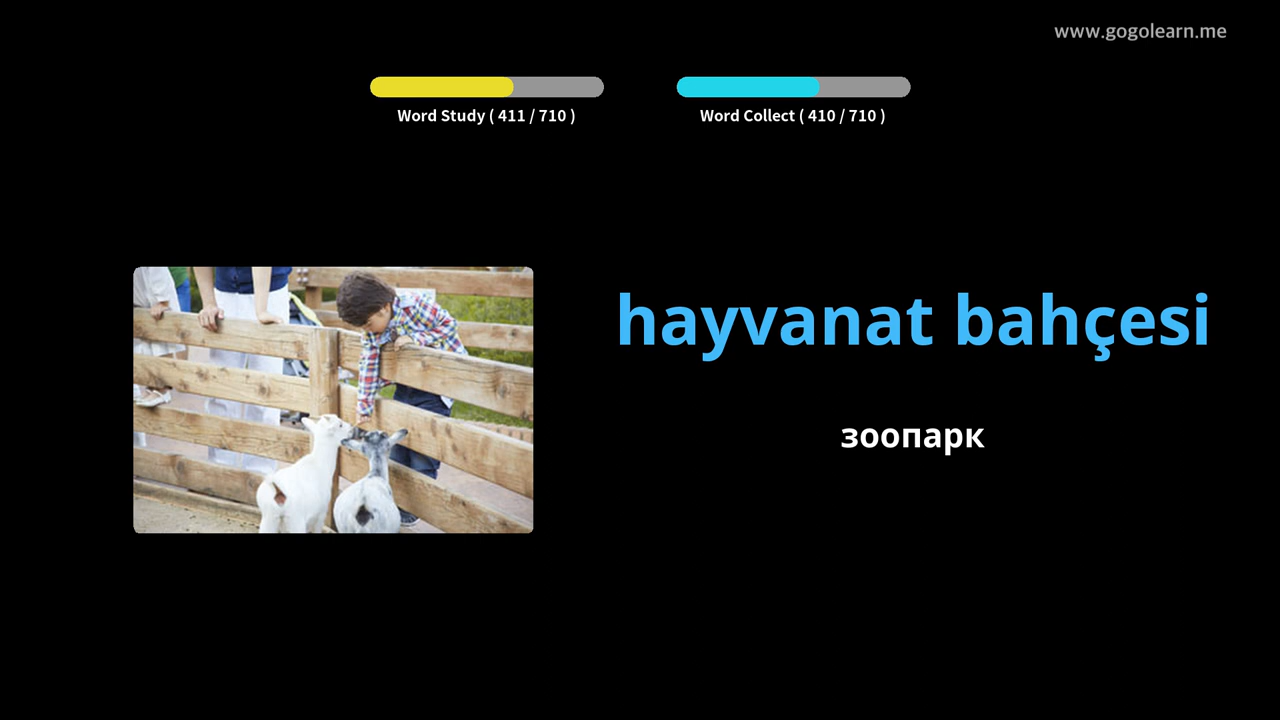 www.gogolearn.me
Word Study ( 411 / 710 )
Word Collect ( 410 / 710 )
hayvanat bahçesi
зоопарк